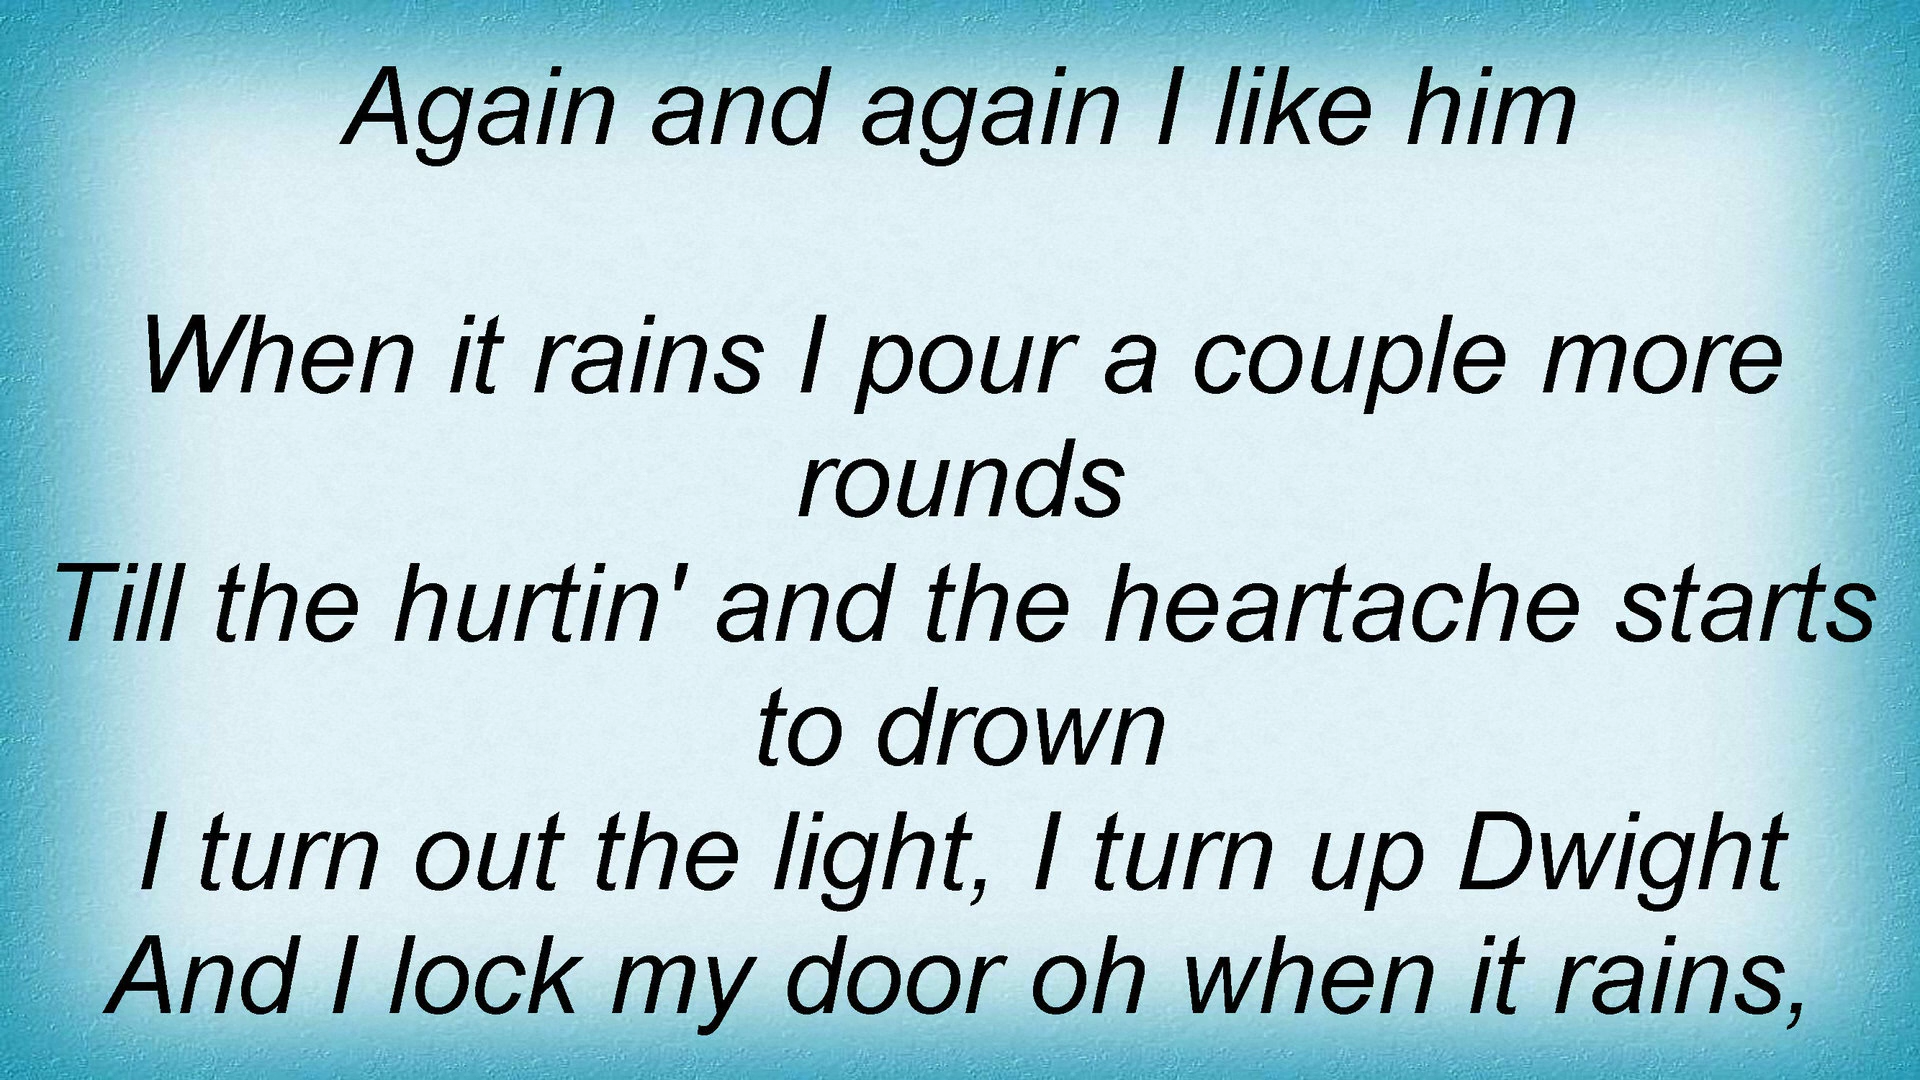 Again and again I like him
When it rains I pour a couple more
rounds
Till the hurtin' and the heartache starts
to drown
I turn out the light, I turn up Dwight
And I lock my door oh when it rains,